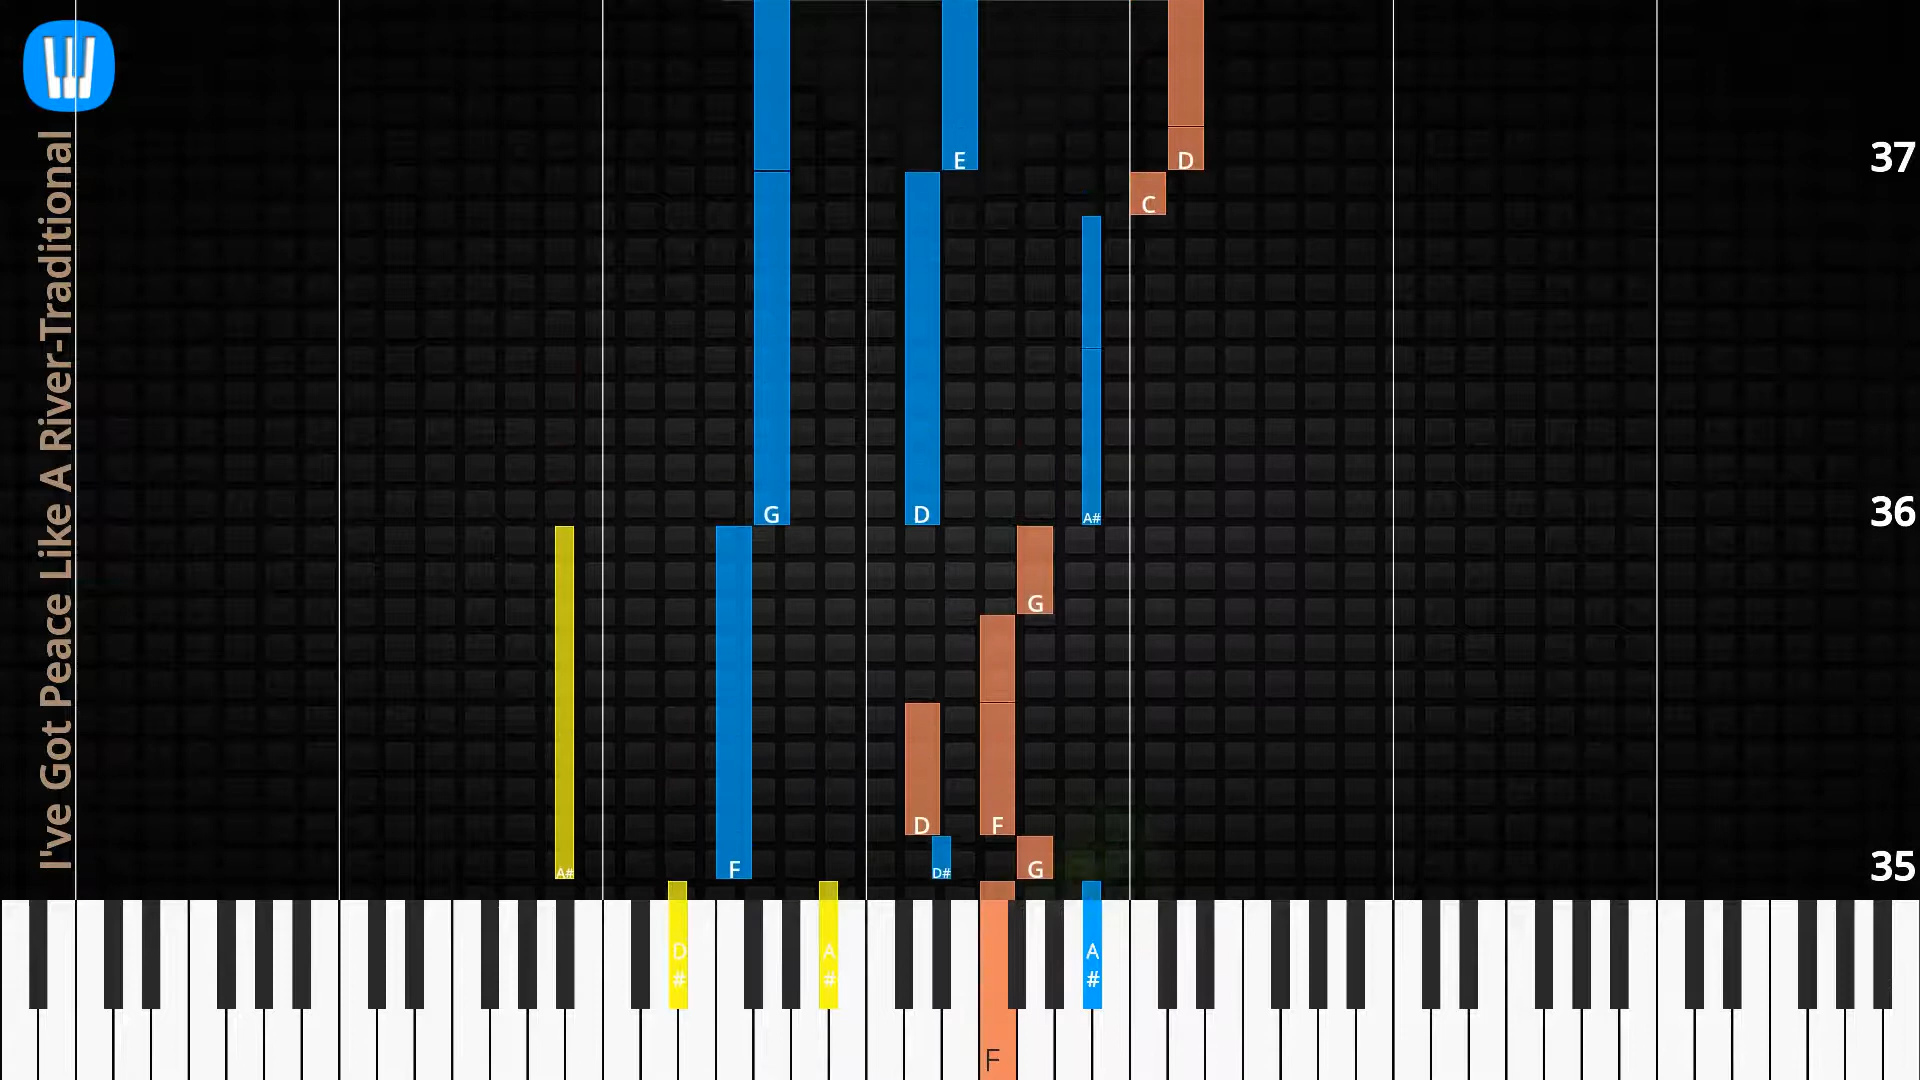 I've Got Peace Like A River-Traditional
E
D
37
C
G
D
A#
36
G
D
F
A#
F
D#
G
35
D
#
A
#
A
#
F